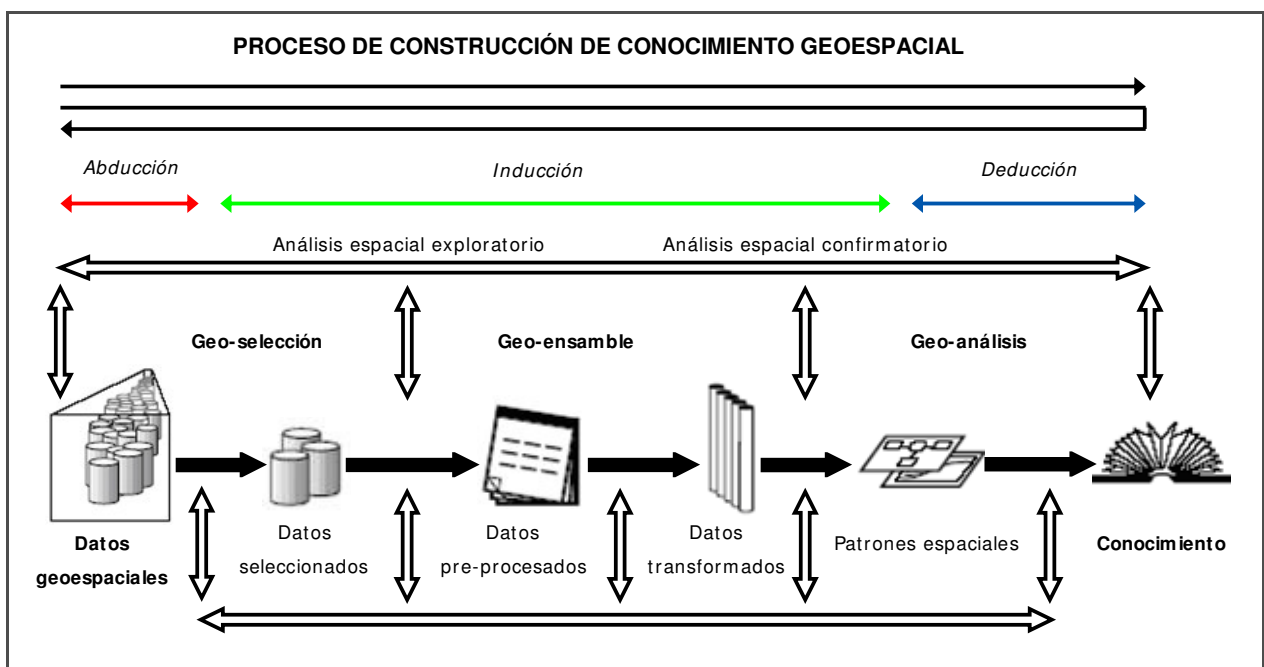 PROCESO DE CONSTRUCCIÓN DE CONOCIMIENTO GEOESPACIAL
Abducción
Inducción
Deducción
Análisis espacial exploratorio
Análisis espacial confirmatorio
Geo-selección
Geo-ensamble
Geo-análisis
Datos
geoespaciales
Datos
seleccionados
Datos
pre-procesados
Datos
transformados
Patrones espaciales
Conocimiento